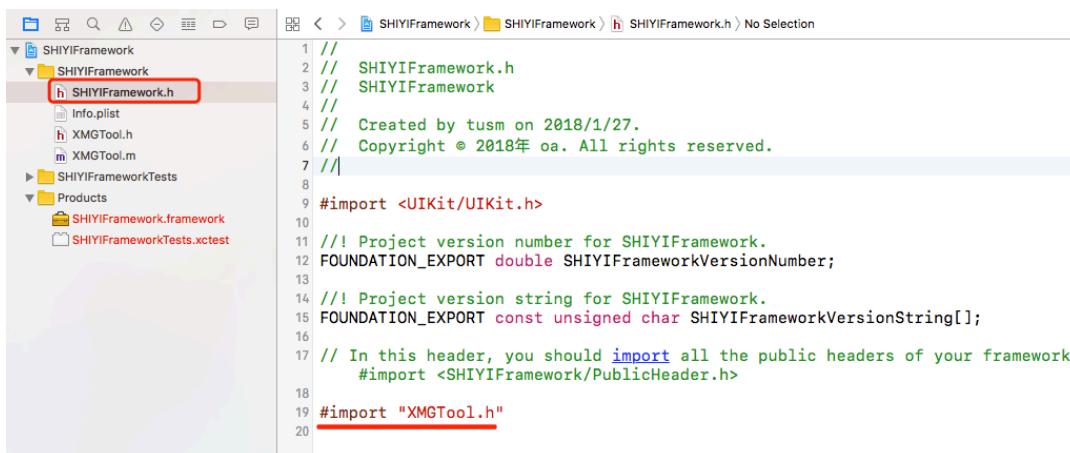 SHIYIFramework 〉 SHIYIFramework 〉 h SHIYIFramework.h 〉 No Selection
SHIYIFramework
SHIYIFramework
h SHIYIFramework.h
Info.plist
h XMGTool.h
m XMGTool.m
SHIYIFrameworkTests
Products
SHIYIFramework.framework
SHIYIFrameworkTests.xctest
1 //
2 //  SHIYIFramework.h
3 //  SHIYIFramework
4 //
5 //  Created by tusm on 2018/1/27.
6 //  Copyright © 2018年 oa. All rights reserved.
7 //
8
9 #import <UIKit/UIKit.h>
10
11 //! Project version number for SHIYIFramework.
12 FOUNDATION_EXPORT double SHIYIFrameworkVersionNumber;
13
14 //! Project version string for SHIYIFramework.
15 FOUNDATION_EXPORT const unsigned char SHIYIFrameworkVersionString[];
16
17 // In this header, you should import all the public headers of your framework
#import <SHIYIFramework/PublicHeader.h>
18
19 #import "XMGTool.h"
20